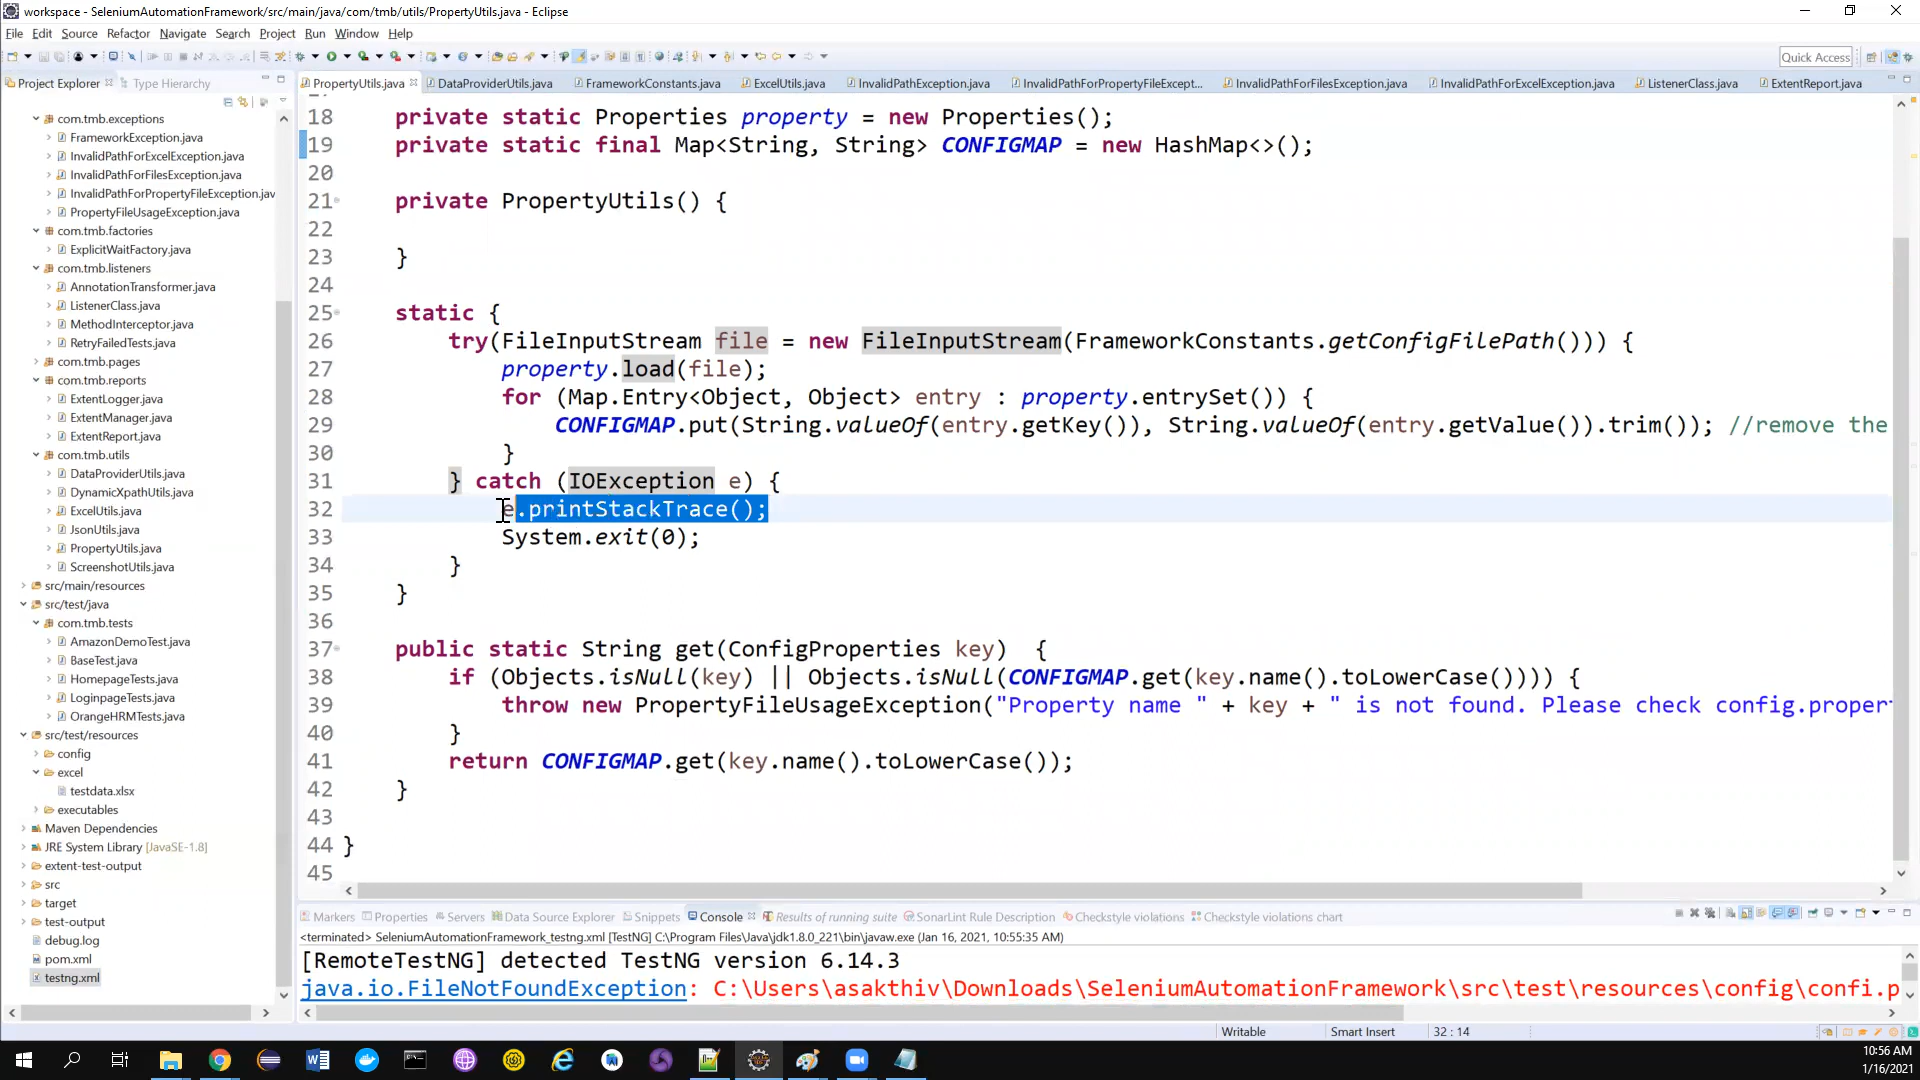 workspace - SeleniumAutomationFramework/src/main/java/com/tmb/utils/PropertyUtils.java - Eclipse
File Edit Source Refactor Navigate Search Project Run Window Help
Quick Access
Project Explorer Type Hierarchy
com.tmb.exceptions
FrameworkException.java
InvalidPathForExcelException.java
InvalidPathForFilesException.java
InvalidPathForPropertyFileException.jav
PropertyFileUsageException.java
com.tmb.factories
ExplicitWaitFactory.java
com.tmb.listeners
AnnotationTransformer.java
ListenerClass.java
MethodInterceptor.java
RetryFailedTests.java
com.tmb.pages
com.tmb.reports
ExtentLogger.java
ExtentManager.java
ExtentReport.java
com.tmb.utils
DataProviderUtils.java
DynamicXpathUtils.java
ExcelUtils.java
JsonUtils.java
PropertyUtils.java
ScreenshotUtils.java
src/main/resources
src/test/java
com.tmb.tests
AmazonDemoTest.java
BaseTest.java
HomepageTests.java
LoginpageTests.java
OrangeHRMTests.java
src/test/resources
config
excel
testdata.xlsx
executables
Maven Dependencies
JRE System Library [JavaSE-1.8]
extent-test-output
src
target
test-output
debug.log
pom.xml
testng.xml
PropertyUtils.java DataProviderUtils.java FrameworkConstants.java ExcelUtils.java InvalidPathException.java InvalidPathForPropertyFileExcept... InvalidPathForFilesException.java InvalidPathForExcelException.java ListenerClass.java ExtentReport.java
18 private static Properties property = new Properties();
19 private static final Map<String, String> CONFIGMAP = new HashMap<>();
20
21 private PropertyUtils() {
22
23 }
24
25 static {
26 try(FileInputStream file = new FileInputStream(FrameworkConstants.getConfigFilePath())) {
27 property.load(file);
28 for (Map.Entry<Object, Object> entry : property.entrySet()) {
29 CONFIGMAP.put(String.valueOf(entry.getKey()), String.valueOf(entry.getValue()).trim()); //remove the
30 }
31 } catch (IOException e) {
32 e.printStackTrace();
33 System.exit(0);
34 }
35 }
36
37 public static String get(ConfigProperties key) {
38 if (Objects.isNull(key) || Objects.isNull(CONFIGMAP.get(key.name().toLowerCase()))) {
39 throw new PropertyFileUsageException("Property name " + key + " is not found. Please check config.proper
40 }
41 return CONFIGMAP.get(key.name().toLowerCase());
42 }
43
44 }
45
Markers Properties Servers Data Source Explorer Snippets Console Results of running suite SonarLint Rule Description Checkstyle violations Checkstyle violations chart
<terminated> SeleniumAutomationFramework_testng.xml [TestNG] C:\Program Files\Java\jdk1.8.0_221\bin\javaw.exe (Jan 16, 2021, 10:55:35 AM)
[RemoteTestNG] detected TestNG version 6.14.3
java.io.FileNotFoundException: C:\Users\asakthiv\Downloads\SeleniumAutomationFramework\src\test\resources\config\confi.p
Writable Smart Insert 32 : 14
10:56 AM
1/16/2021